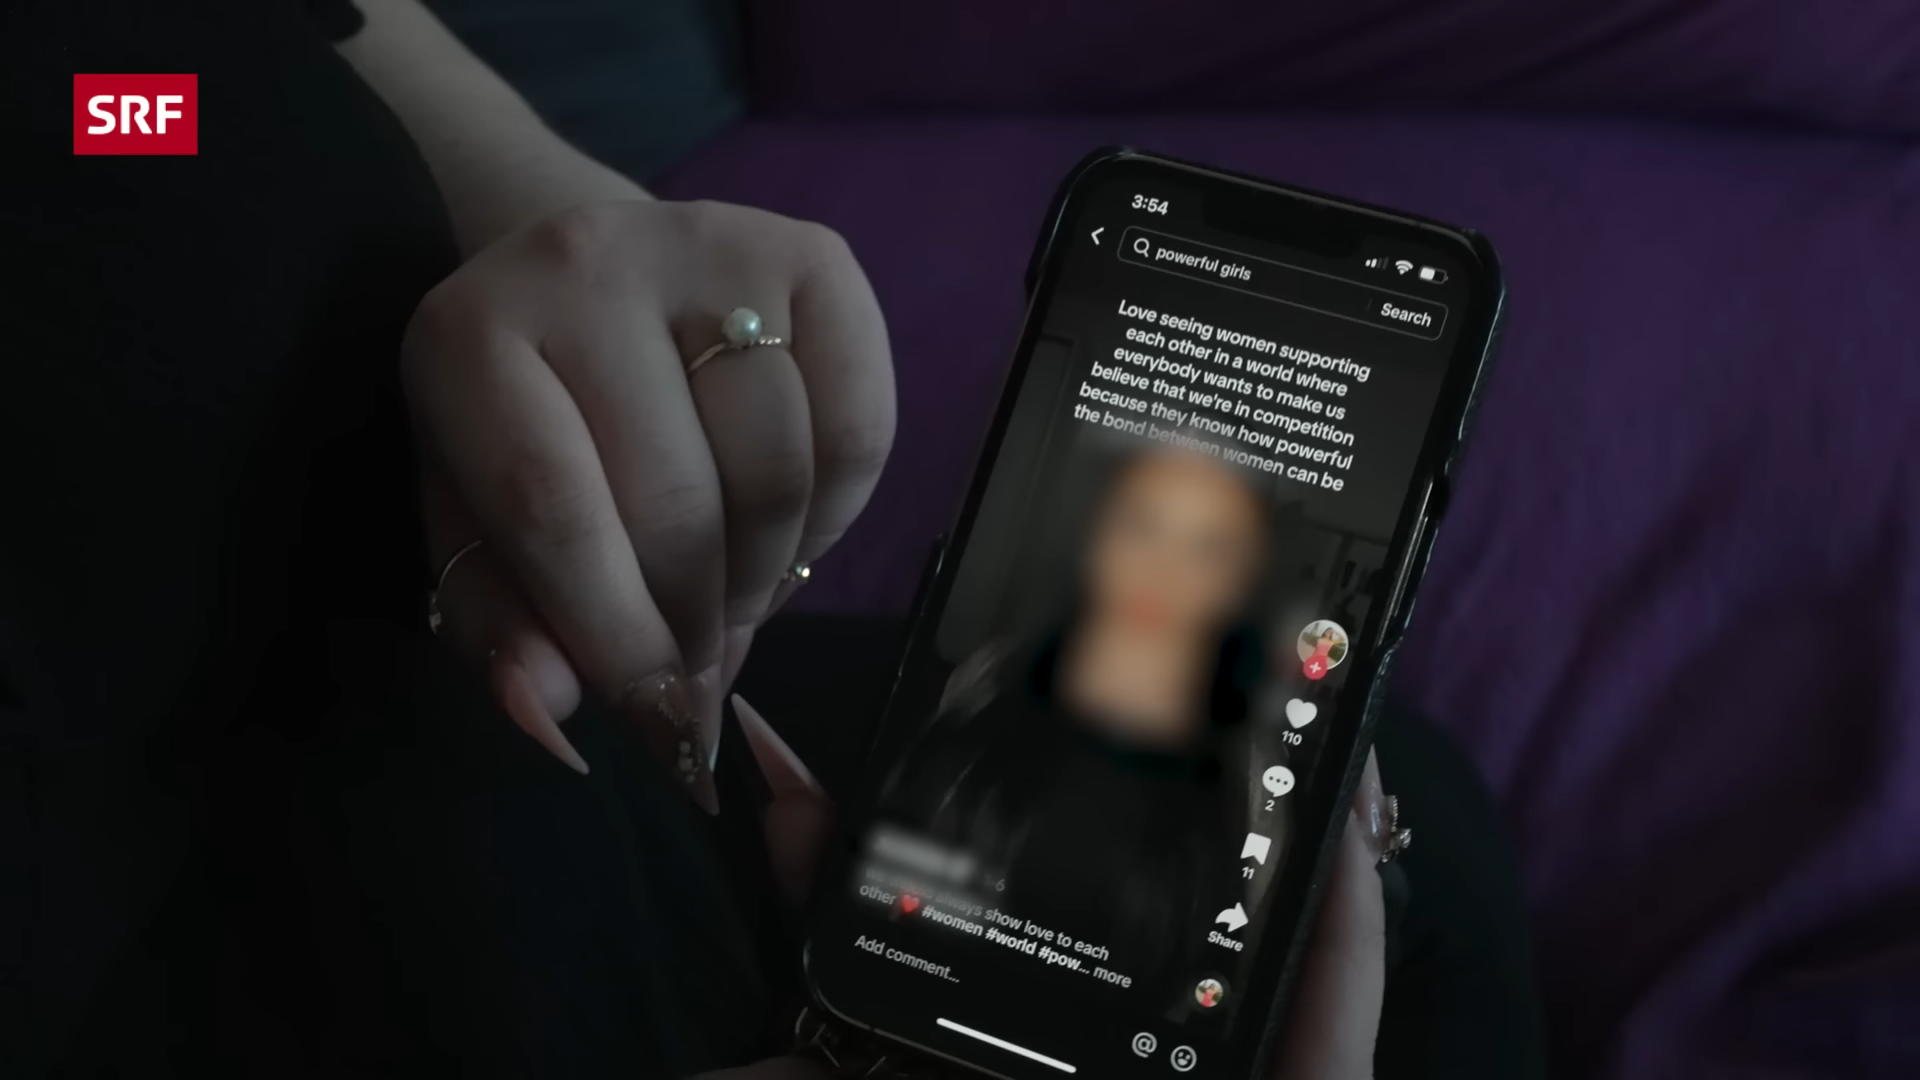 SRF
3:54
powerful girls
Search
Love seeing women supporting
each other in a world where
everybody wants to make us
believe that we're in competition
because they know how powerful
the bond between women can be
110
2
11
Share
always show love to each
other ❤️ #women #world #pow... more
Add comment...